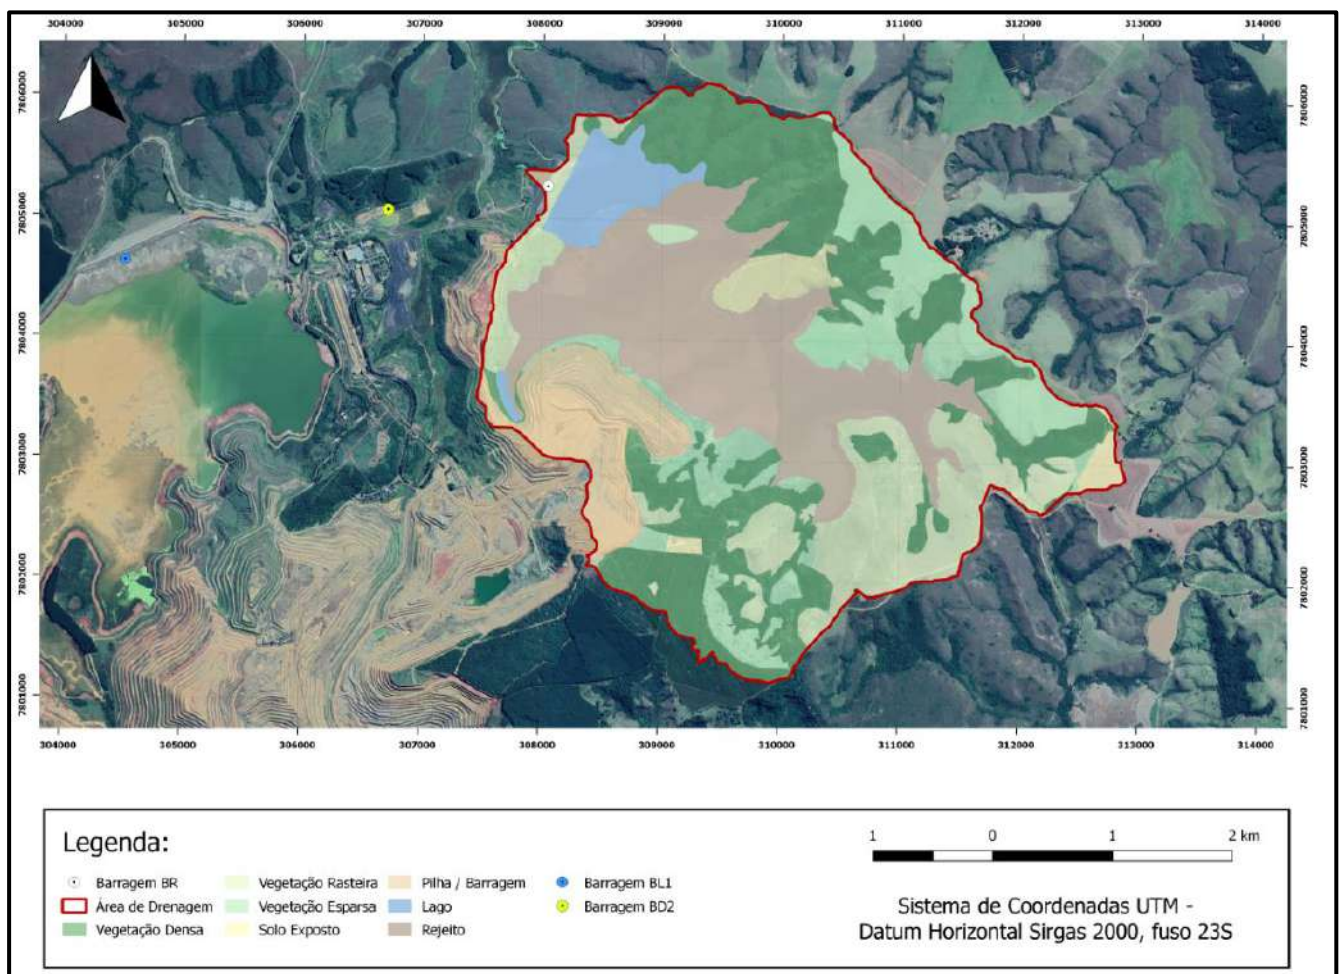 304000 305000 306000 307000 308000 309000 310000 311000 312000 313000 314000
7806000 7806000
7805000 7805000
7804000 7804000
7803000 7803000
7802000 7802000
7801000 7801000
304000 305000 306000 307000 308000 309000 310000 311000 312000 313000 314000
Legenda:
Barragem BR
Área de Drenagem
Vegetação Densa
Vegetação Rasteira
Vegetação Esparsa
Solo Exposto
Pilha / Barragem
Lago
Rejeito
Barragem BL1
Barragem BD2
1 0 1 2 km
Sistema de Coordenadas UTM -
Datum Horizontal Sirgas 2000, fuso 23S